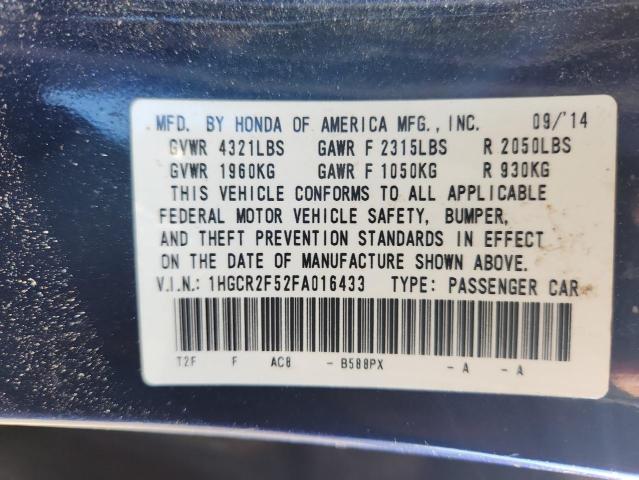 MFD. BY HONDA OF AMERICA MFG., INC. 09/'14
GVWR 4321LBS GAWR F 2315LBS R 2050LBS
GVWR 1960KG GAWR F 1050KG R 930KG
THIS VEHICLE CONFORMS TO ALL APPLICABLE
FEDERAL MOTOR VEHICLE SAFETY, BUMPER,
AND THEFT PREVENTION STANDARDS IN EFFECT
ON THE DATE OF MANUFACTURE SHOWN ABOVE.
V.I.N.: 1HGCR2F52FA016433 TYPE: PASSENGER CAR
T2F F AC8 - B588PX - A - A